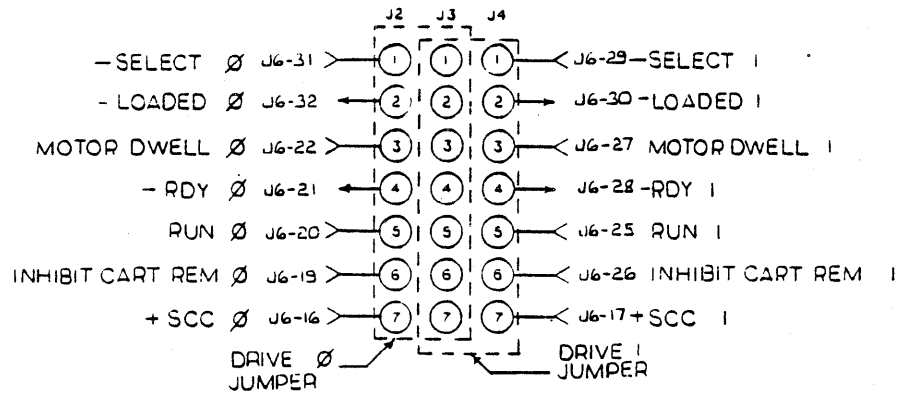 J2 J3 J4
-SELECT Ø J6-31 1 1 1 J6-29 -SELECT 1
-LOADED Ø J6-32 2 2 2 J6-30 -LOADED 1
MOTOR DWELL Ø J6-22 3 3 3 J6-27 MOTOR DWELL 1
-RDY Ø J6-21 4 4 4 J6-28 -RDY 1
RUN Ø J6-20 5 5 5 J6-25 RUN 1
INHIBIT CART REM Ø J6-19 6 6 6 J6-26 INHIBIT CART REM 1
+SCC Ø J6-16 7 7 7 J6-17 +SCC 1
DRIVE Ø
JUMPER
DRIVE 1
JUMPER